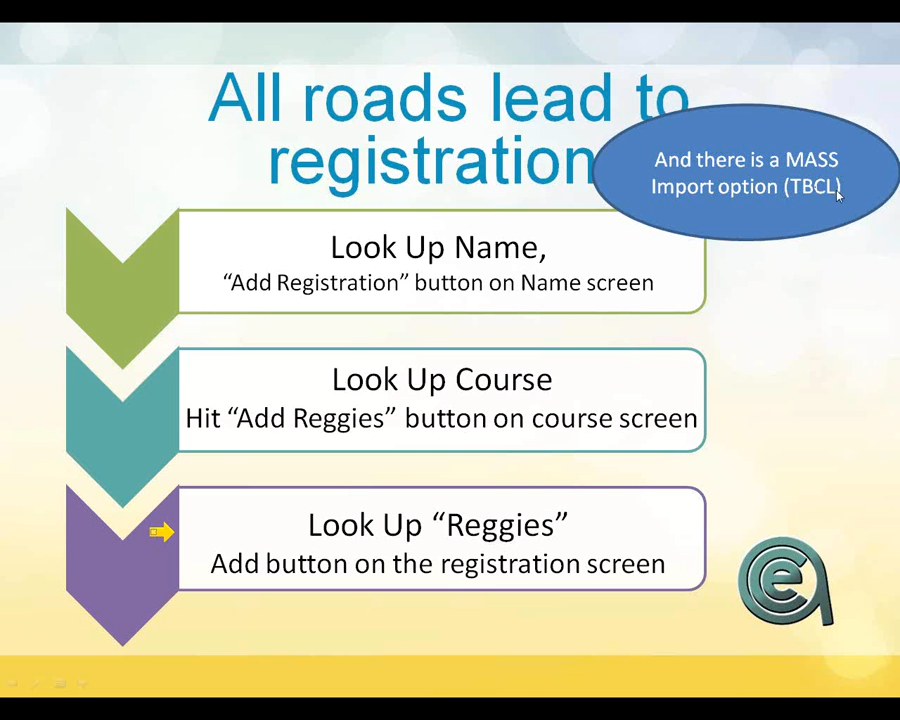 All roads lead to
registration
And there is a MASS
Import option (TBCL)
Look Up Name,
“Add Registration” button on Name screen
Look Up Course
Hit “Add Reggies” button on course screen
Look Up “Reggies”
Add button on the registration screen